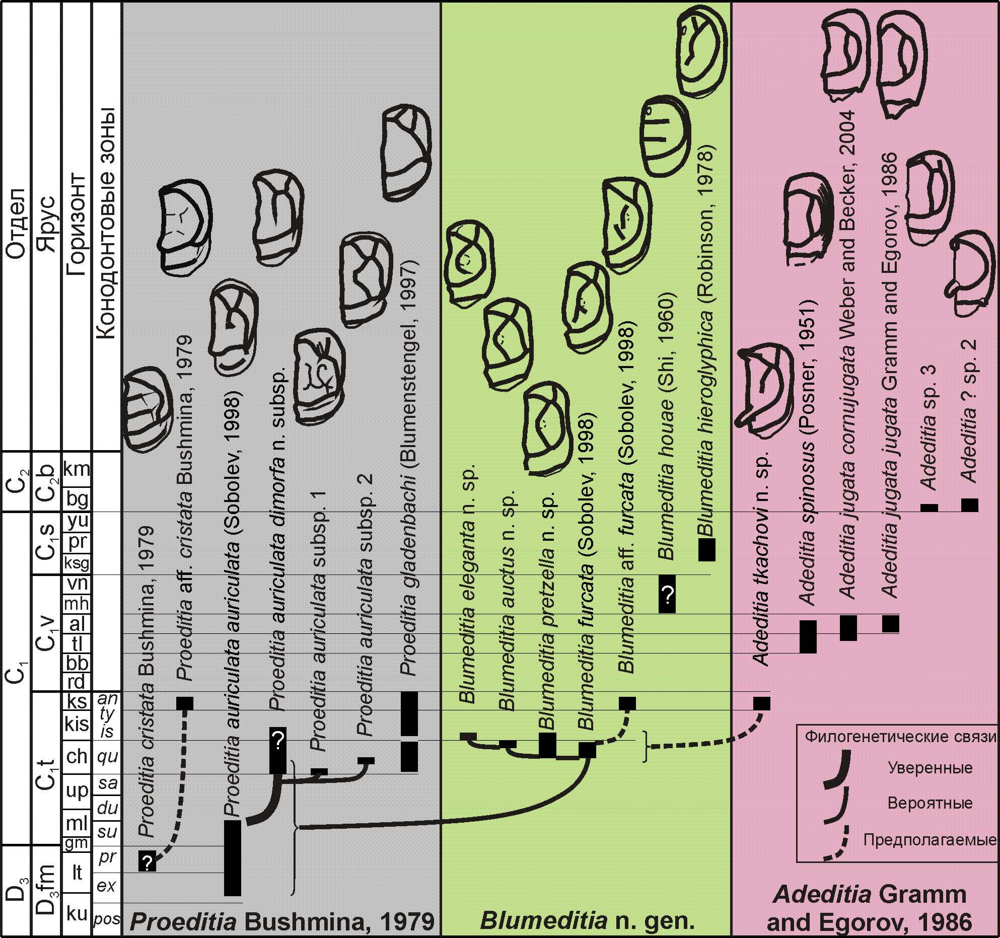 Отдел
Ярус
Горизонт
Конодонтовые зоны
C2
C1
D3
C2b
C1s
C1v
C1t
D3fm
km
bg
yu
pr
ksg
vn
mh
al
tl
bb
rd
ks
kis
ch
up
ml
gm
lt
ku
an
ty
is
qu
sa
du
su
pr
ex
pos
Proeditia cristata Bushmina, 1979
Proeditia aff. cristata Bushmina, 1979
Proeditia auriculata auriculata (Sobolev, 1998)
Proeditia auriculata dimorfa n. subsp.
Proeditia auriculata subsp. 1
Proeditia auriculata subsp. 2
Proeditia gladenbachi (Blumenstengel, 1997)
?
?
Proeditia Bushmina, 1979
Blumeditia eleganta n. sp.
Blumeditia auctus n. sp.
Blumeditia pretzella n. sp.
Blumeditia furcata (Sobolev, 1998)
Blumeditia aff. furcata (Sobolev, 1998)
Blumeditia houae (Shi, 1960)
Blumeditia hieroglyphica (Robinson, 1978)
?
Blumeditia n. gen.
Adeditia tkachovi n. sp.
Adeditia spinosus (Posner, 1951)
Adeditia jugata cornujugata Weber and Becker, 2004
Adeditia jugata jugata Gramm and Egorov, 1986
Adeditia sp. 3
Adeditia ? sp. 2
Филогенетические связи
Уверенные
Вероятные
Предполагаемые
Adeditia Gramm
and Egorov, 1986